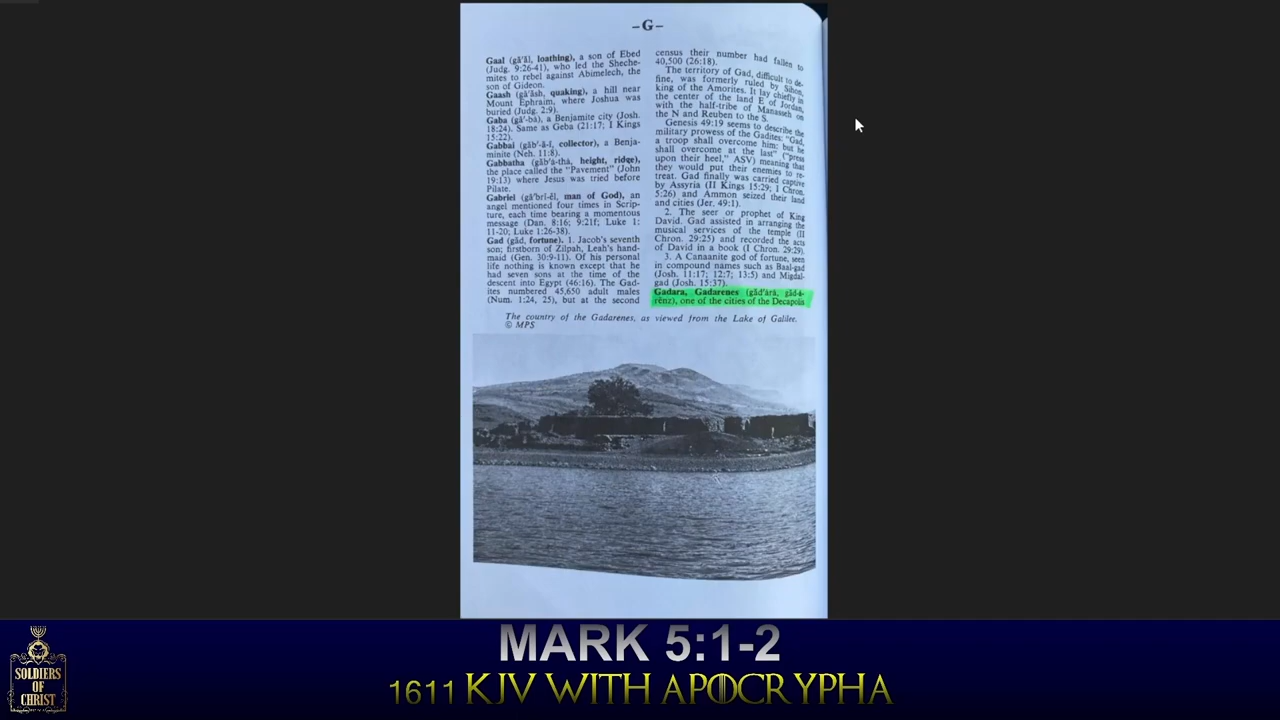 –G–
Gaal (gā'ăl, loathing), a son of Ebed
(Judg. 9:26-41), who led the Sheche-
mites to rebel against Abimelech, the
son of Gideon.
Gaash (gā'ăsh, quaking), a hill near
Mount Ephraim, where Joshua was
buried (Judg. 2:9).
Gaba (gā'-bà), a Benjamite city (Josh.
18:24). Same as Geba (21:17; I Kings
15:22).
Gabbai (găb'-ā-ī, collector), a Benja-
minite (Neh. 11:8).
Gabbatha (găb'à-thà, height, ridge),
the place called the "Pavement" (John
19:13) where Jesus was tried before
Pilate.
Gabriel (gā'brĭ-ĕl, man of God), an
angel mentioned four times in Scrip-
ture, each time bearing a momentous
message (Dan. 8:16; 9:21f; Luke 1:
11-20; Luke 1:26-38).
Gad (găd, fortune). 1. Jacob's seventh
son; firstborn of Zilpah, Leah's hand-
maid (Gen. 30:9-11). Of his personal
life nothing is known except that he
had seven sons at the time of the
descent into Egypt (46:16). The Gad-
ites numbered 45,650 adult males
(Num. 1:24, 25), but at the second
census their number had fallen to
40,500 (26:18).
The territory of Gad, difficult to de-
fine, was formerly ruled by Sihon,
king of the Amorites. It lay chiefly in
the center of the land E of Jordan,
with the half-tribe of Manasseh on
the N and Reuben to the S.
Genesis 49:19 seems to describe the
military prowess of the Gadites: "Gad,
a troop shall overcome him: but he
shall overcome at the last" ("press
upon their heel," ASV) meaning that
they would put their enemies to re-
treat. Gad finally was carried captive
by Assyria (II Kings 15:29; I Chron.
5:26) and Ammon seized their land
and cities (Jer. 49:1).
2. The seer or prophet of King
David. Gad assisted in arranging the
musical services of the temple (II
Chron. 29:25) and recorded the acts
of David in a book (I Chron. 29:29).
3. A Canaanite god of fortune, seen
in compound names such as Baal-gad
(Josh. 11:17; 12:7; 13:5) and Migdal-
gad (Josh. 15:37).
Gadara, Gadarenes (găd'àrà, găd-à-
rēnz), one of the cities of the Decapolis
The country of the Gadarenes, as viewed from the Lake of Galilee.
© MPS
MARK 5:1-2
1611 KJV WITH APOCRYPHA
SOLDIERS
OF
CHRIST